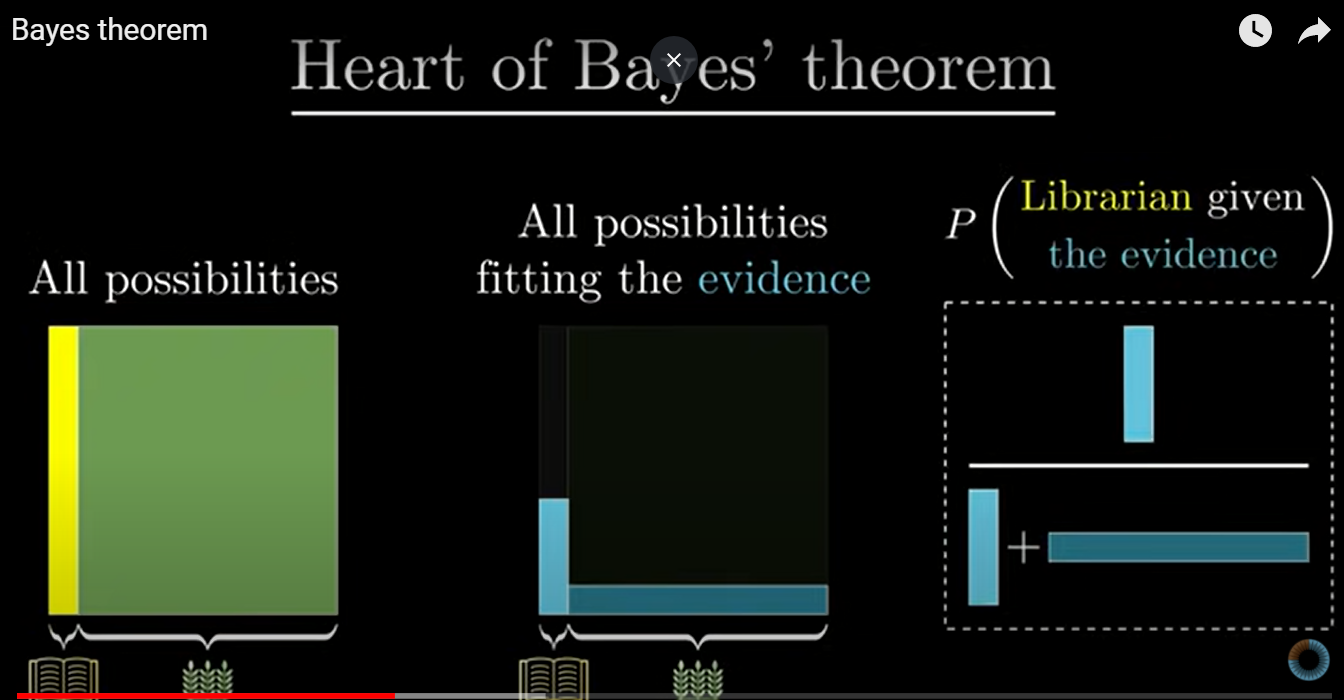 Bayes theorem
Heart of Bayes’ theorem
All possibilities
All possibilities
fitting the evidence
P ( Librarian given
the evidence )
+